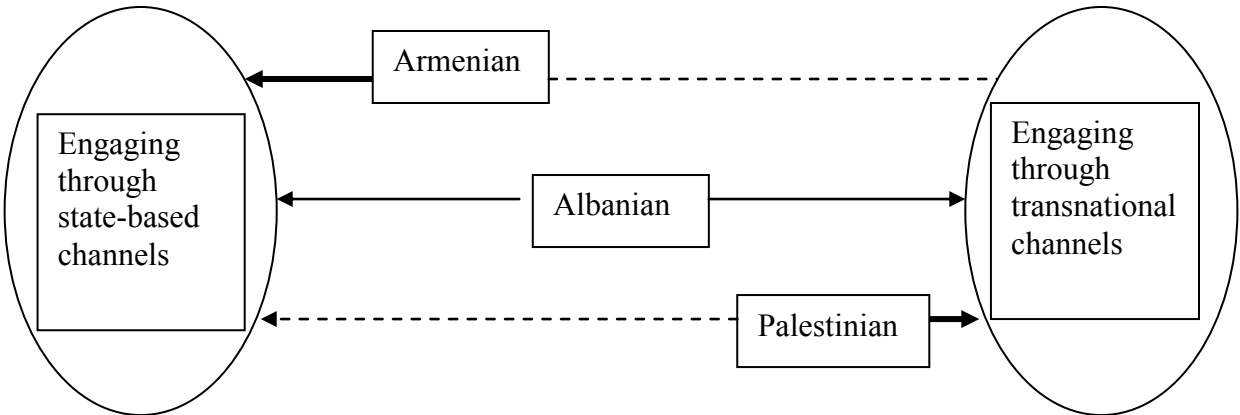 Armenian
Engaging
through
state-based
channels
Albanian
Engaging
through
transnational
channels
Palestinian